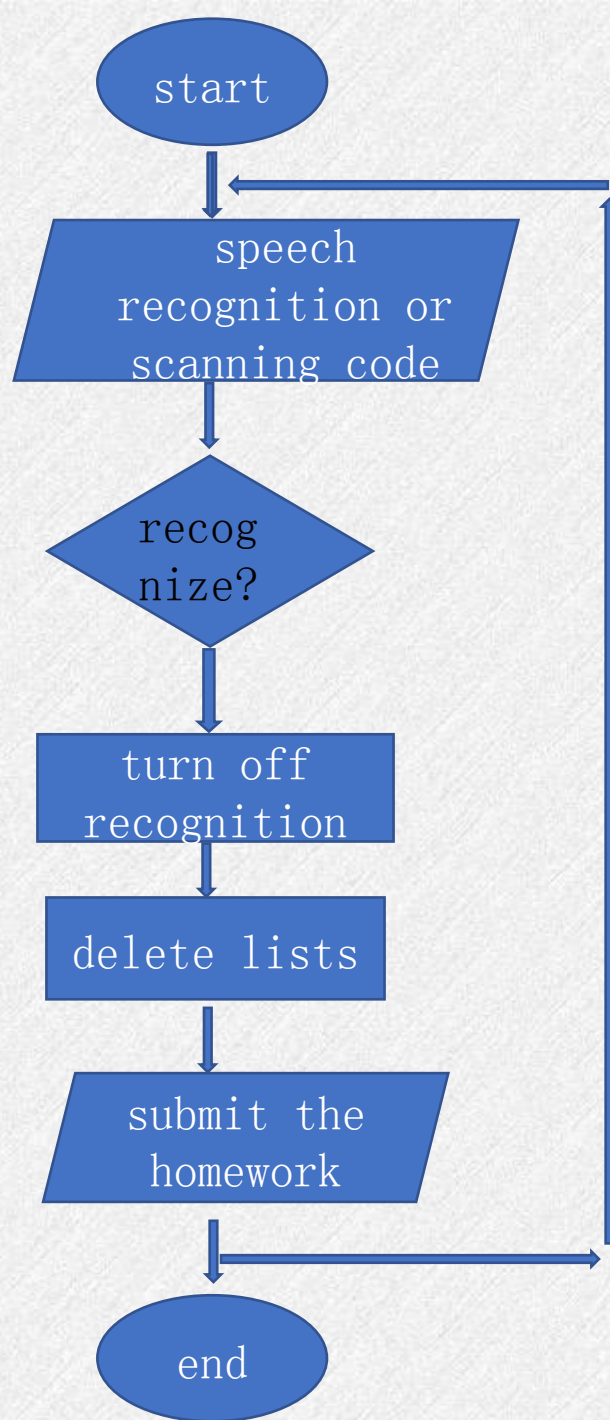 start
speech
recognition or
scanning code
recog
nize?
turn off
recognition
delete lists
submit the
homework
end